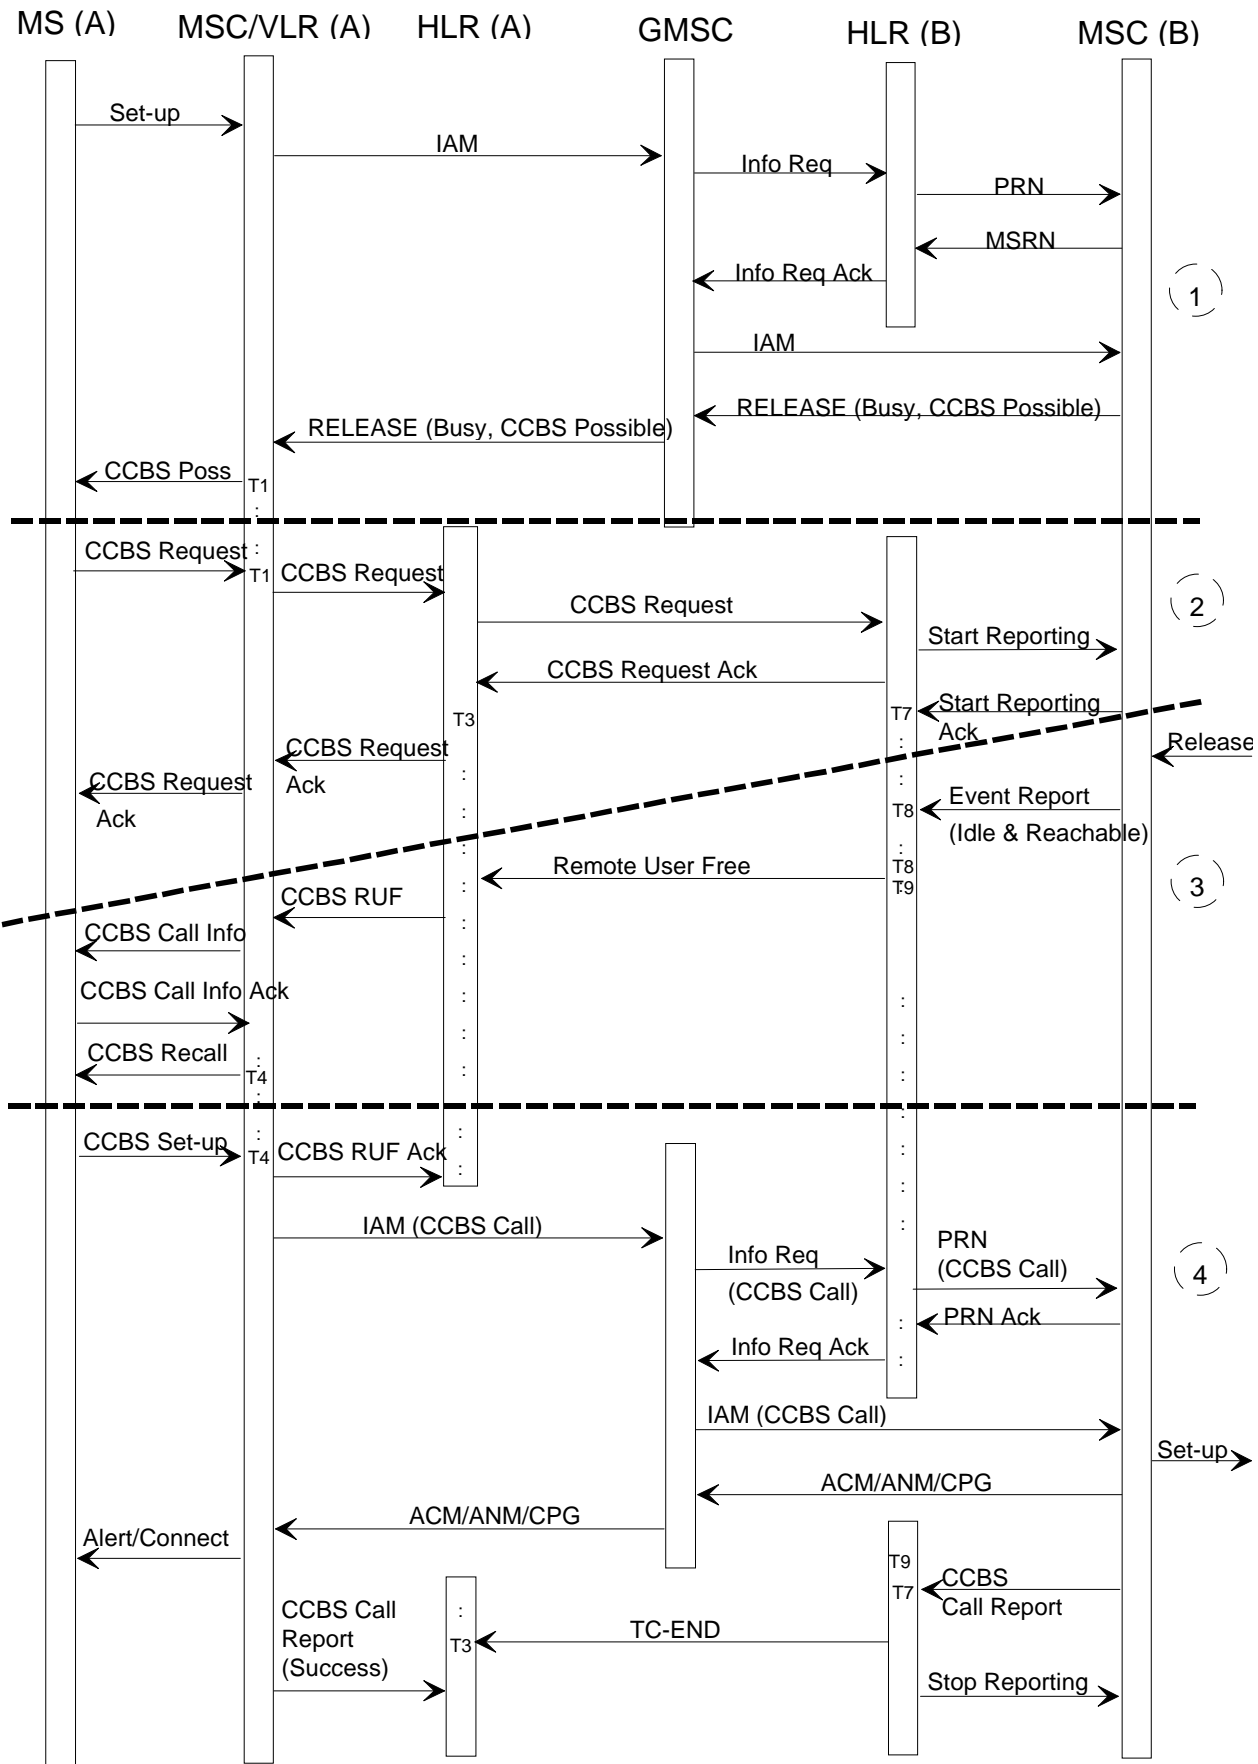 MS (A)
MSC/VLR (A)
HLR (A)
GMSC
HLR (B)
MSC (B)
Set-up
IAM
Info Req
PRN
MSRN
Info Req Ack
1
IAM
RELEASE (Busy, CCBS Possible)
RELEASE (Busy, CCBS Possible)
CCBS Poss
T1
:
CCBS Request
:
T1
CCBS Request
CCBS Request
2
Start Reporting
CCBS Request Ack
T3
T7
Start Reporting
Ack
CCBS Request
Ack
Release
CCBS Request
Ack
T8
Event Report
(Idle & Reachable)
T8
Remote User Free
T9
3
CCBS RUF
CCBS Call Info
CCBS Call Info Ack
CCBS Recall
T4
CCBS Set-up
T4
CCBS RUF Ack
IAM (CCBS Call)
Info Req
(CCBS Call)
PRN
(CCBS Call)
4
PRN Ack
Info Req Ack
IAM (CCBS Call)
Set-up
ACM/ANM/CPG
ACM/ANM/CPG
Alert/Connect
T9
T7
CCBS
Call Report
CCBS Call
Report
(Success)
T3
TC-END
Stop Reporting